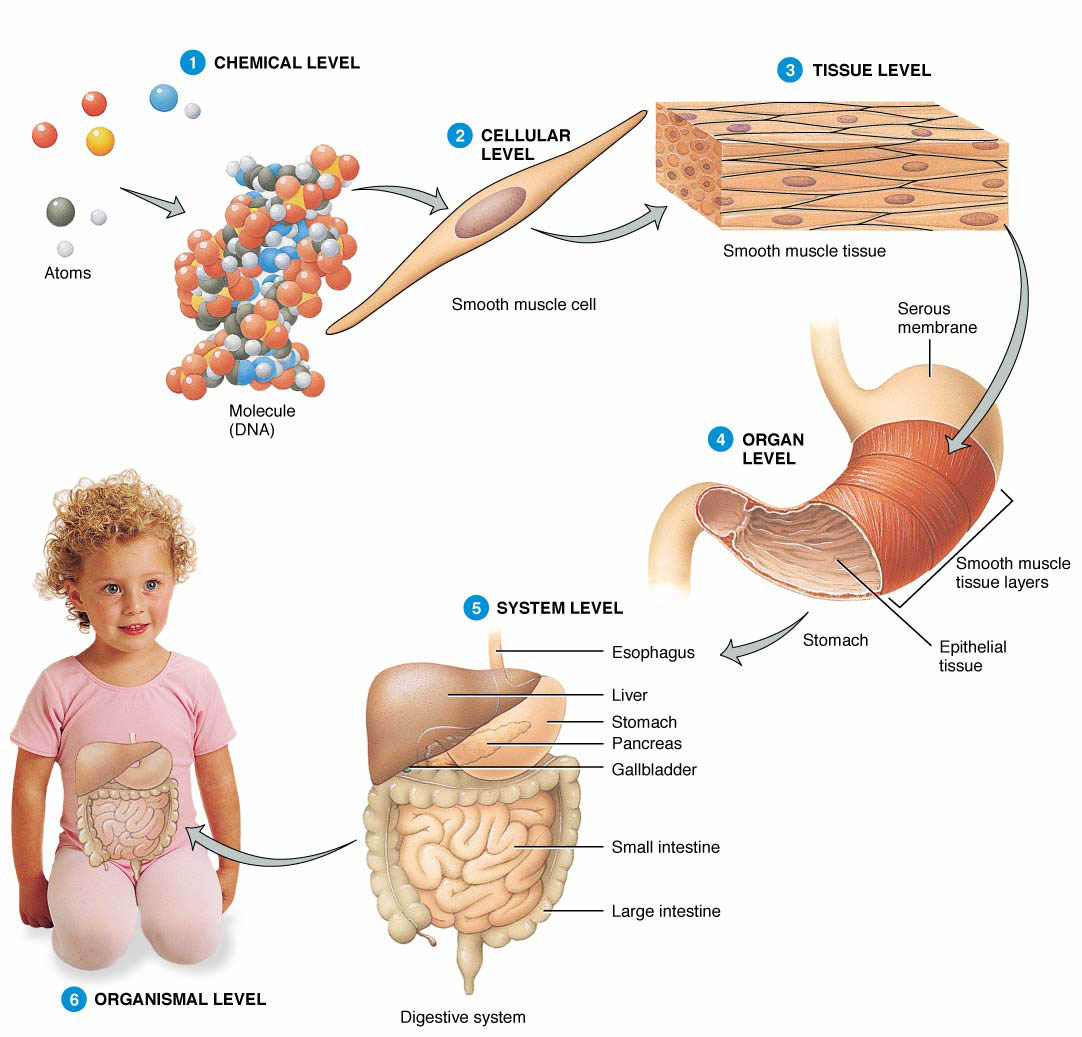 1 CHEMICAL LEVEL
Atoms
Molecule
(DNA)
2 CELLULAR
LEVEL
Smooth muscle cell
3 TISSUE LEVEL
Smooth muscle tissue
Serous
membrane
4 ORGAN
LEVEL
Smooth muscle
tissue layers
Stomach
Epithelial
tissue
5 SYSTEM LEVEL
Esophagus
Liver
Stomach
Pancreas
Gallbladder
Small intestine
Large intestine
Digestive system
6 ORGANISMAL LEVEL